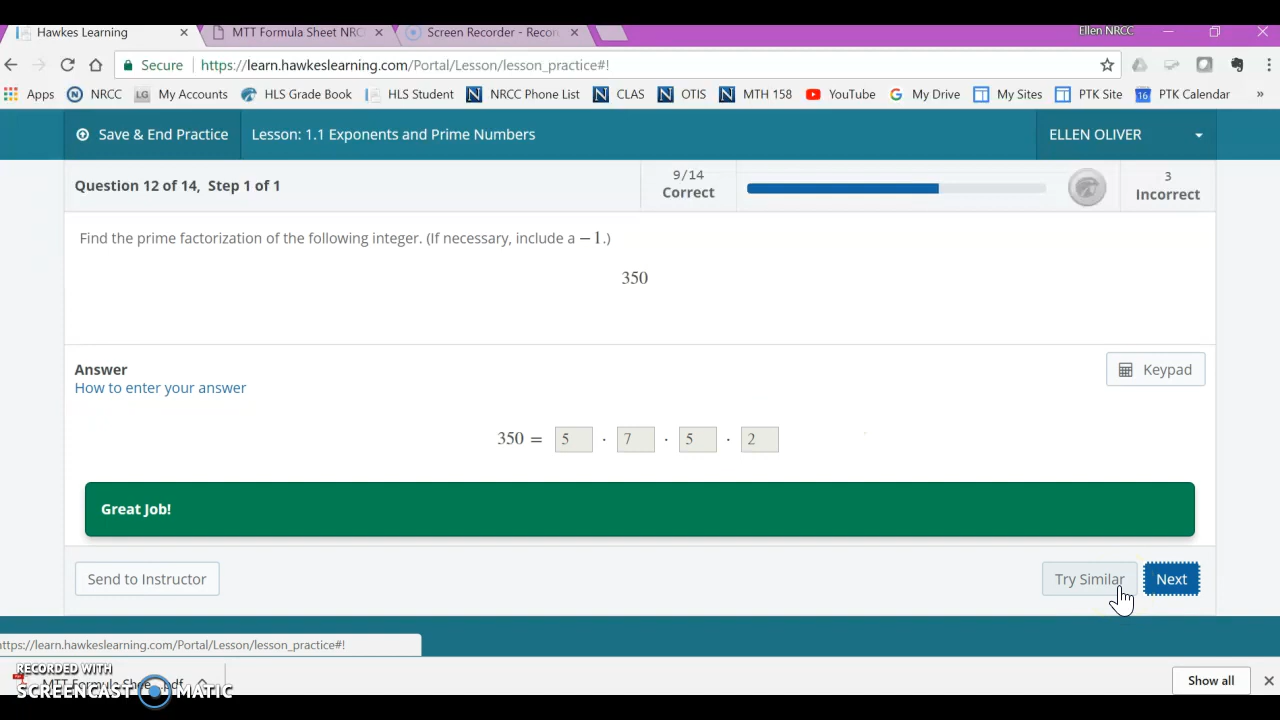 Hawkes Learning
MTT Formula Sheet NRC
Screen Recorder - Recor
Ellen NRCC
Secure
https://learn.hawkeslearning.com/Portal/Lesson/lesson_practice#!
Apps
NRCC
LG My Accounts
HLS Grade Book
HLS Student
N NRCC Phone List
N CLAS
N OTIS
N MTH 158
YouTube
G My Drive
My Sites
PTK Site
16 PTK Calendar
»
Save & End Practice
Lesson: 1.1 Exponents and Prime Numbers
ELLEN OLIVER
Question 12 of 14, Step 1 of 1
9/14
Correct
3
Incorrect
Find the prime factorization of the following integer. (If necessary, include a −1.)
350
Answer
How to enter your answer
Keypad
350 = 5 · 7 · 5 · 2
Great Job!
Send to Instructor
Try Similar
Next
https://learn.hawkeslearning.com/Portal/Lesson/lesson_practice#!
RECORDED WITH
SCREENCAST MATIC
MTT Formula Shee....pdf
Show all